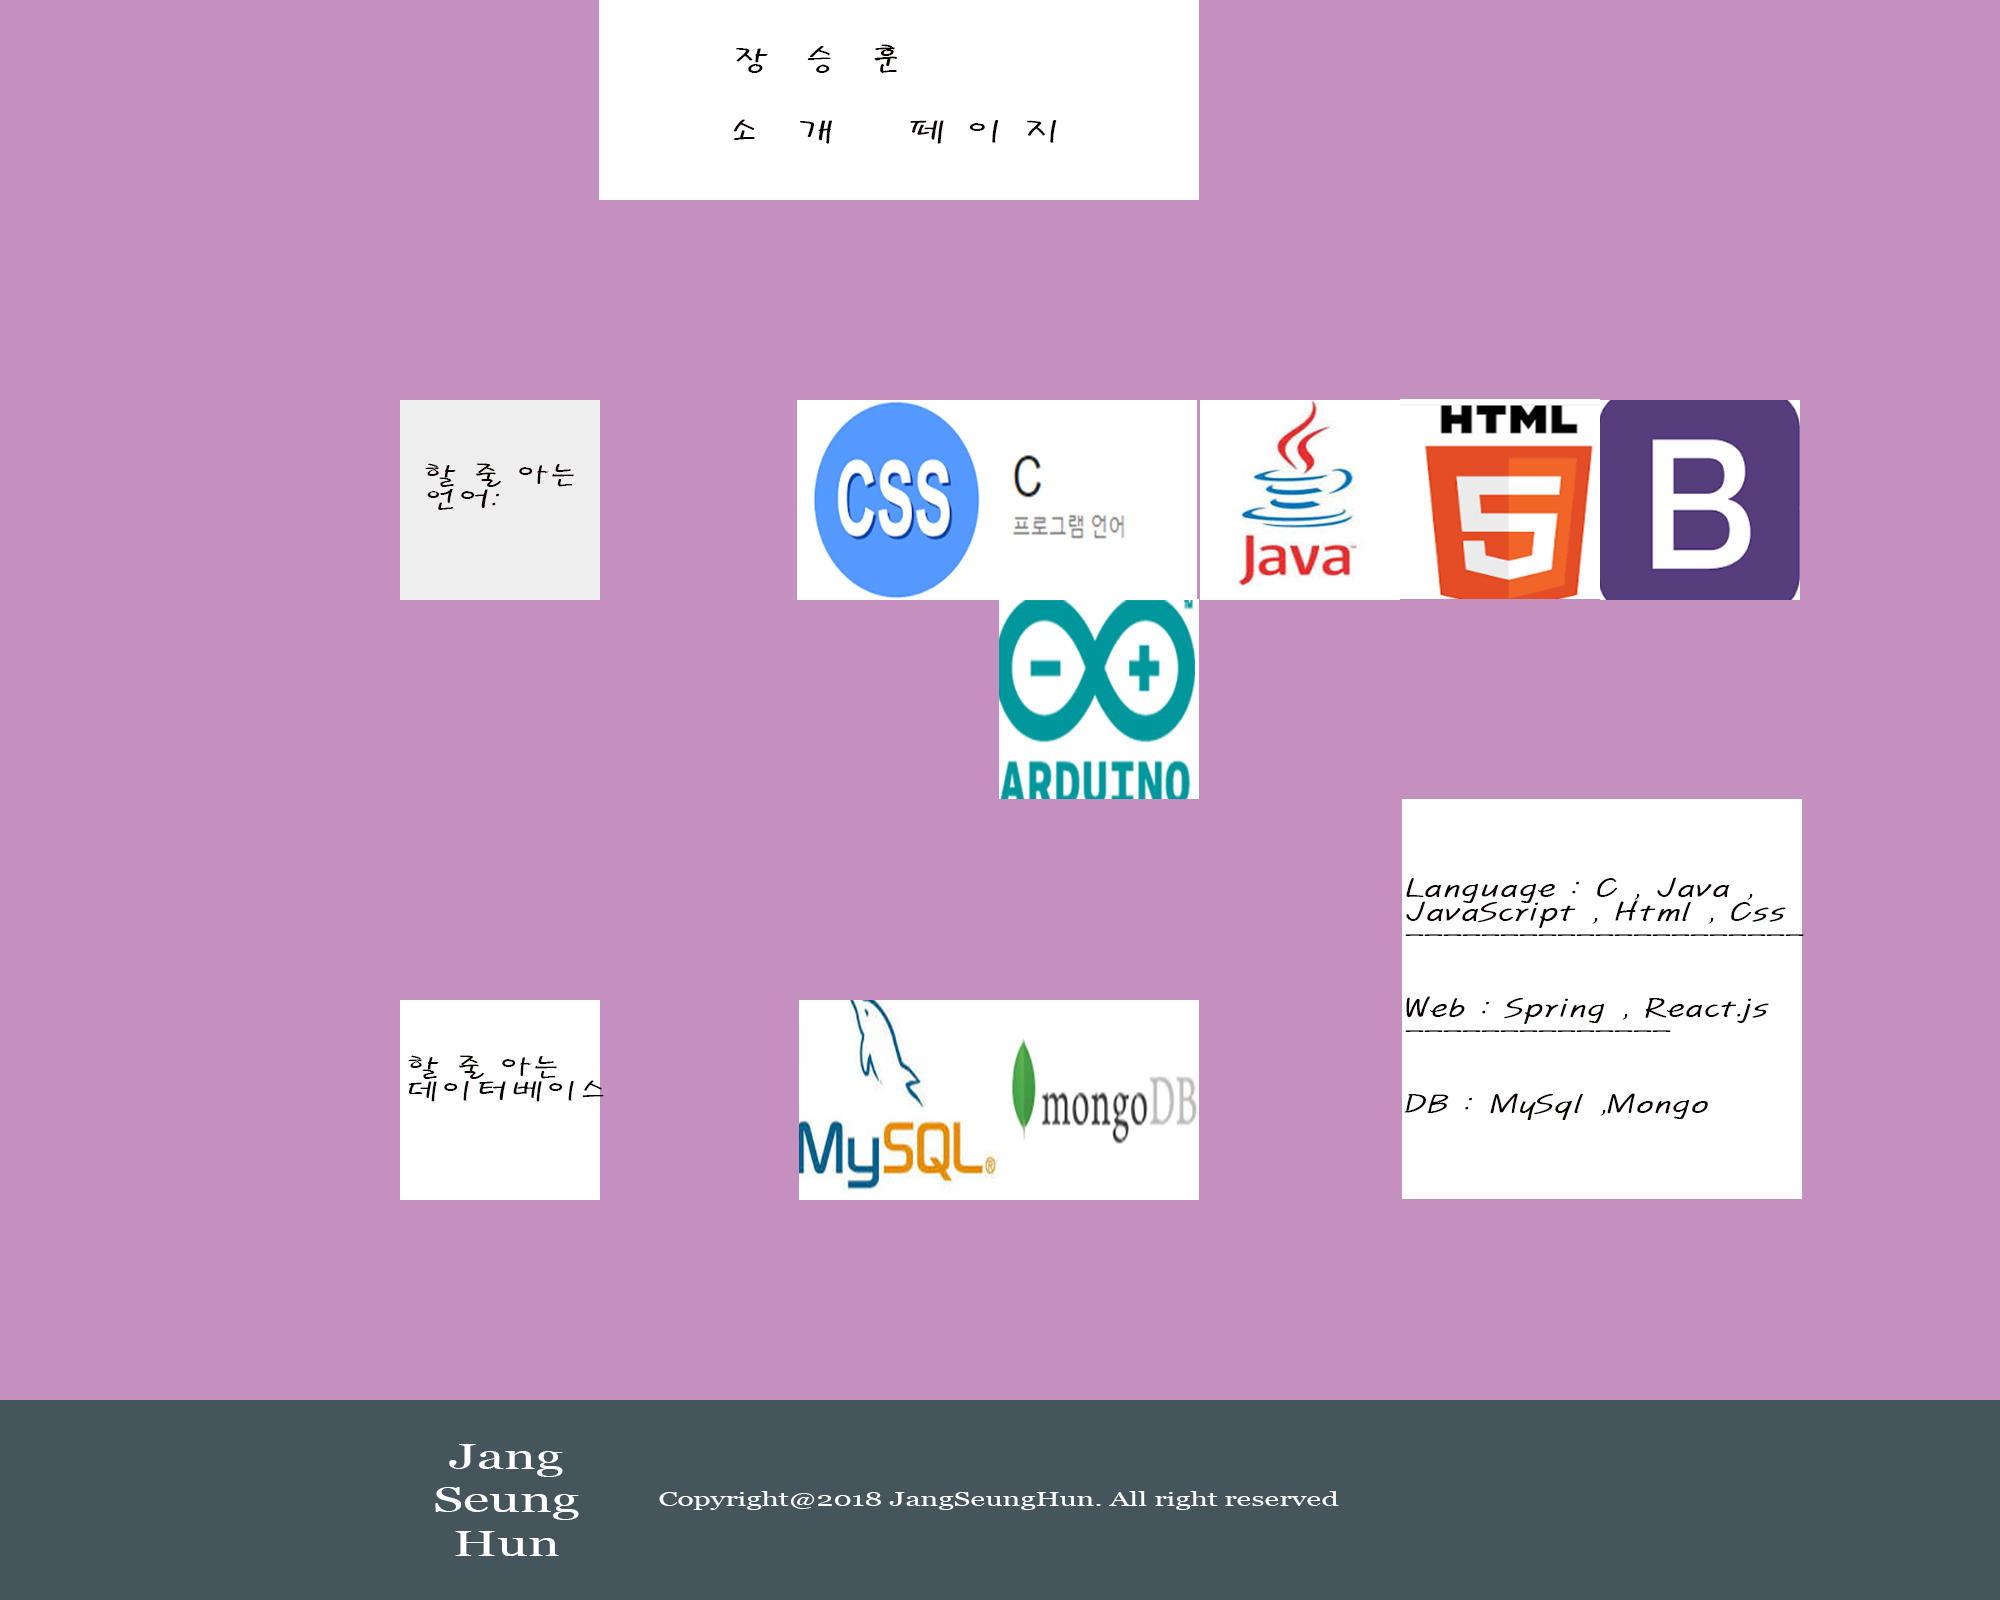 장 승 훈
소 개 페 이 지
할 줄 아는
언어:
CSS
C
프로그램 언어
Java™
HTML
5
B
™
ARDUINO
Language : C , Java ,
JavaScript , Html , Css
---------------------
Web : Spring , React.js
--------------
DB : MySql ,Mongo
할 줄 아는
데이터베이스
MySQL®
mongoDB
Jang
Seung
Hun
Copyright@2018 JangSeungHun. All right reserved